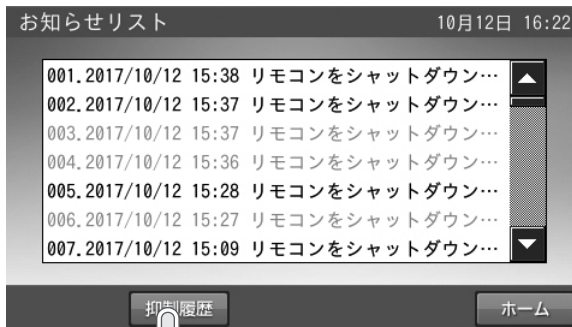 お知らせリスト 10月12日 16:22
001.2017/10/12 15:38 リモコンをシャットダウン…
002.2017/10/12 15:37 リモコンをシャットダウン…
003.2017/10/12 15:37 リモコンをシャットダウン…
004.2017/10/12 15:36 リモコンをシャットダウン…
005.2017/10/12 15:28 リモコンをシャットダウン…
006.2017/10/12 15:27 リモコンをシャットダウン…
007.2017/10/12 15:09 リモコンをシャットダウン…
抑制履歴 ホーム